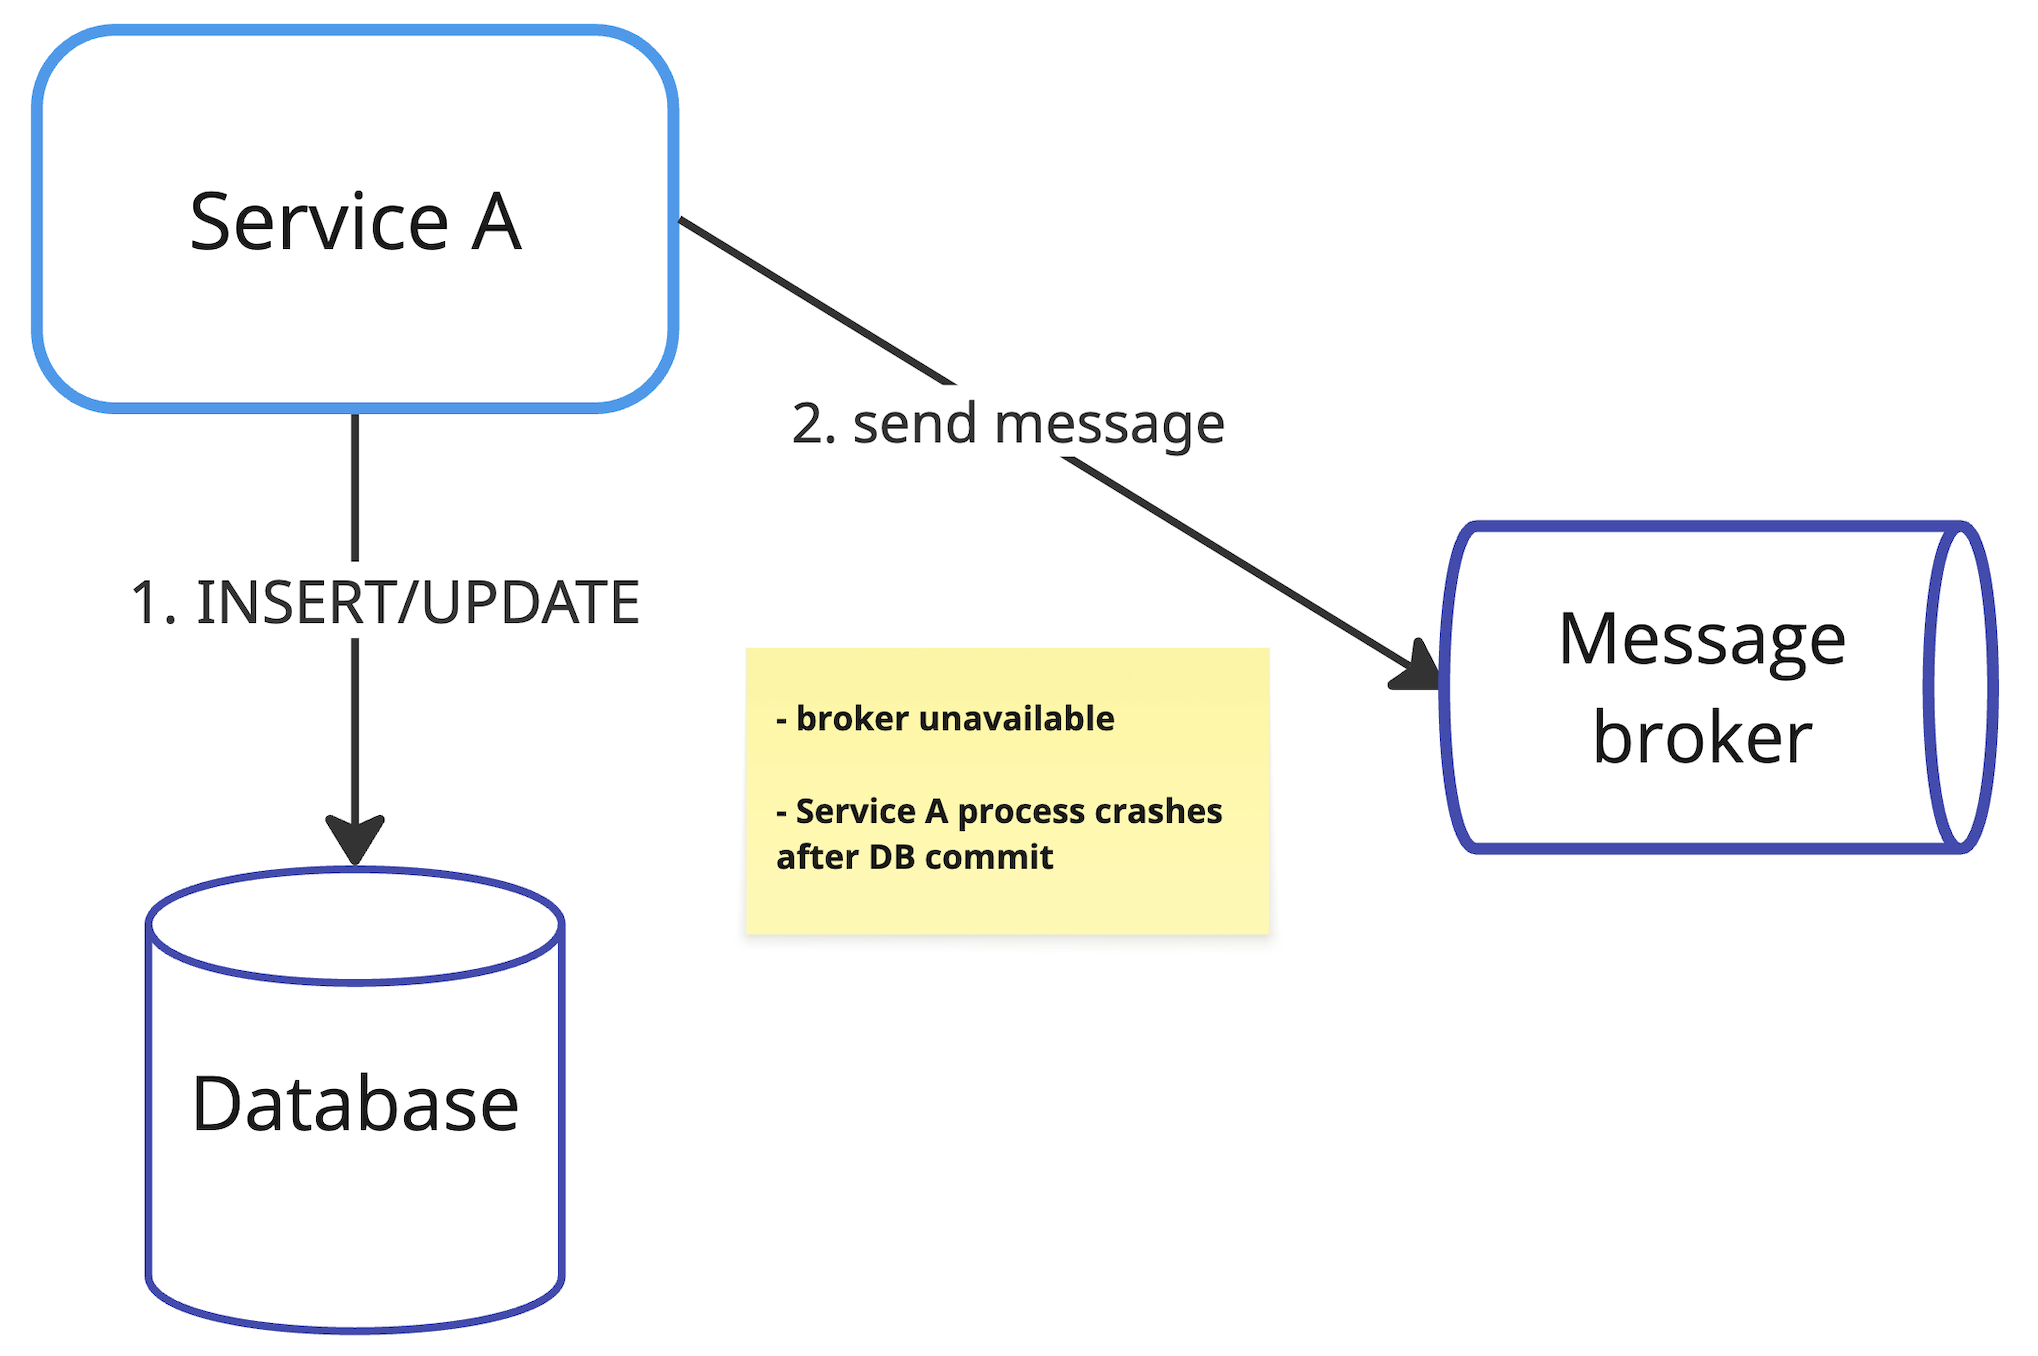 Service A
2. send message
1. INSERT/UPDATE
Message
broker
- broker unavailable
- Service A process crashes
after DB commit
Database